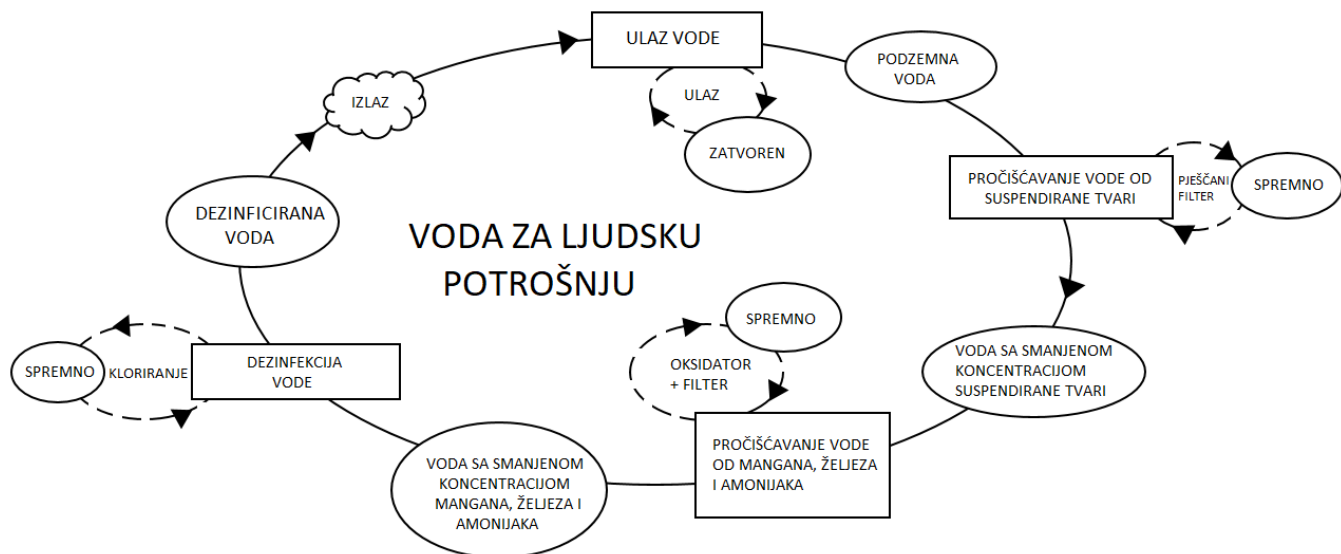 ULAZ VODE
PODZEMNA
VODA
IZLAZ
ULAZ
ZATVOREN
PROČIŠĆAVANJE VODE OD
SUSPENDIRANE TVARI
PJEŠČANI
FILTER
SPREMNO
DEZINFICIRANA
VODA
VODA ZA LJUDSKU
POTROŠNJU
SPREMNO
OKSIDATOR
+ FILTER
VODA SA SMANJENOM
KONCENTRACIJOM
SUSPENDIRANE TVARI
SPREMNO
KLORIRANJE
DEZINFEKCIJA
VODE
PROČIŠĆAVANJE VODE
OD MANGANA, ŽELJEZA
I AMONIJAKA
VODA SA SMANJENOM
KONCENTRACIJOM
MANGANA, ŽELJEZA I
AMONIJAKA